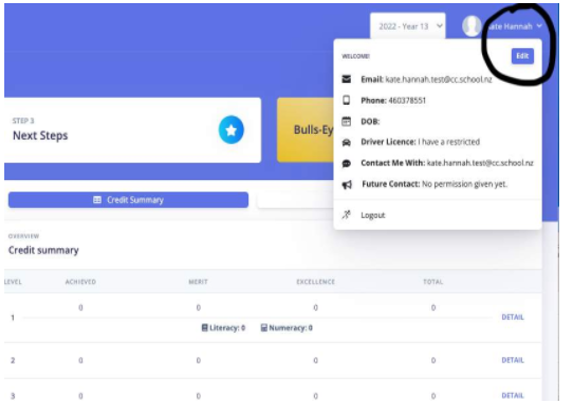 2022 - Year 13
Kate Hannah
WELCOME!
Edit
Email: kate.hannah.test@cc.school.nz
Phone: 460378551
DOB:
Driver Licence: I have a restricted
Contact Me With: kate.hannah.test@cc.school.nz
Future Contact: No permission given yet.
Logout
STEP 3
Next Steps
Bulls-Ey
Credit Summary
OVERVIEW
Credit summary
LEVEL ACHIEVED MERIT EXCELLENCE TOTAL
1 0 0 0 0 DETAIL
Literacy: 0 Numeracy: 0
2 0 0 0 0 DETAIL
3 0 0 0 0 DETAIL